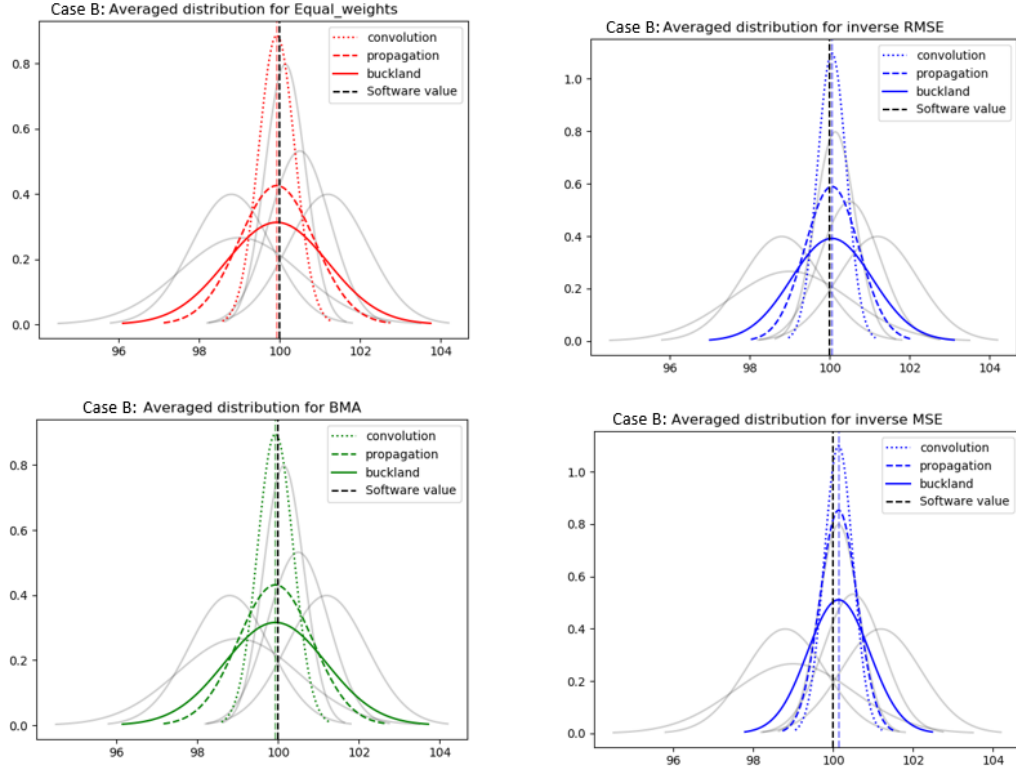 Case B: Averaged distribution for Equal_weights
convolution
propagation
buckland
Software value
0.8
0.6
0.4
0.2
0.0
96 98 100 102 104
Case B: Averaged distribution for inverse RMSE
convolution
propagation
buckland
Software value
1.0
0.8
0.6
0.4
0.2
0.0
96 98 100 102 104
Case B: Averaged distribution for BMA
convolution
propagation
buckland
Software value
0.8
0.6
0.4
0.2
0.0
96 98 100 102 104
Case B: Averaged distribution for inverse MSE
convolution
propagation
buckland
Software value
1.0
0.8
0.6
0.4
0.2
0.0
96 98 100 102 104